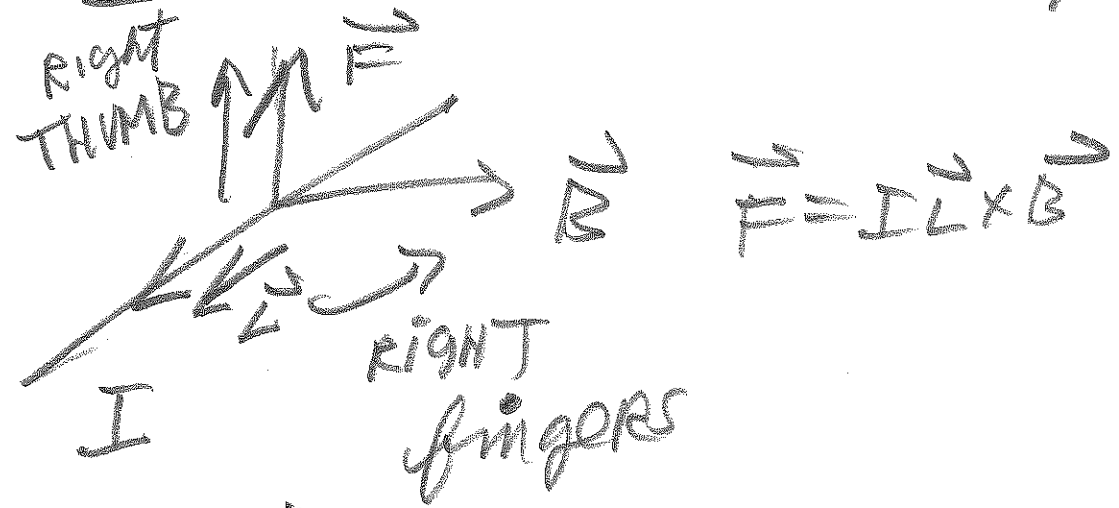 Right
THUMB
F⃗
B⃗
F⃗ = I L⃗ × B⃗
L⃗
RiGHT
fingeRs
I